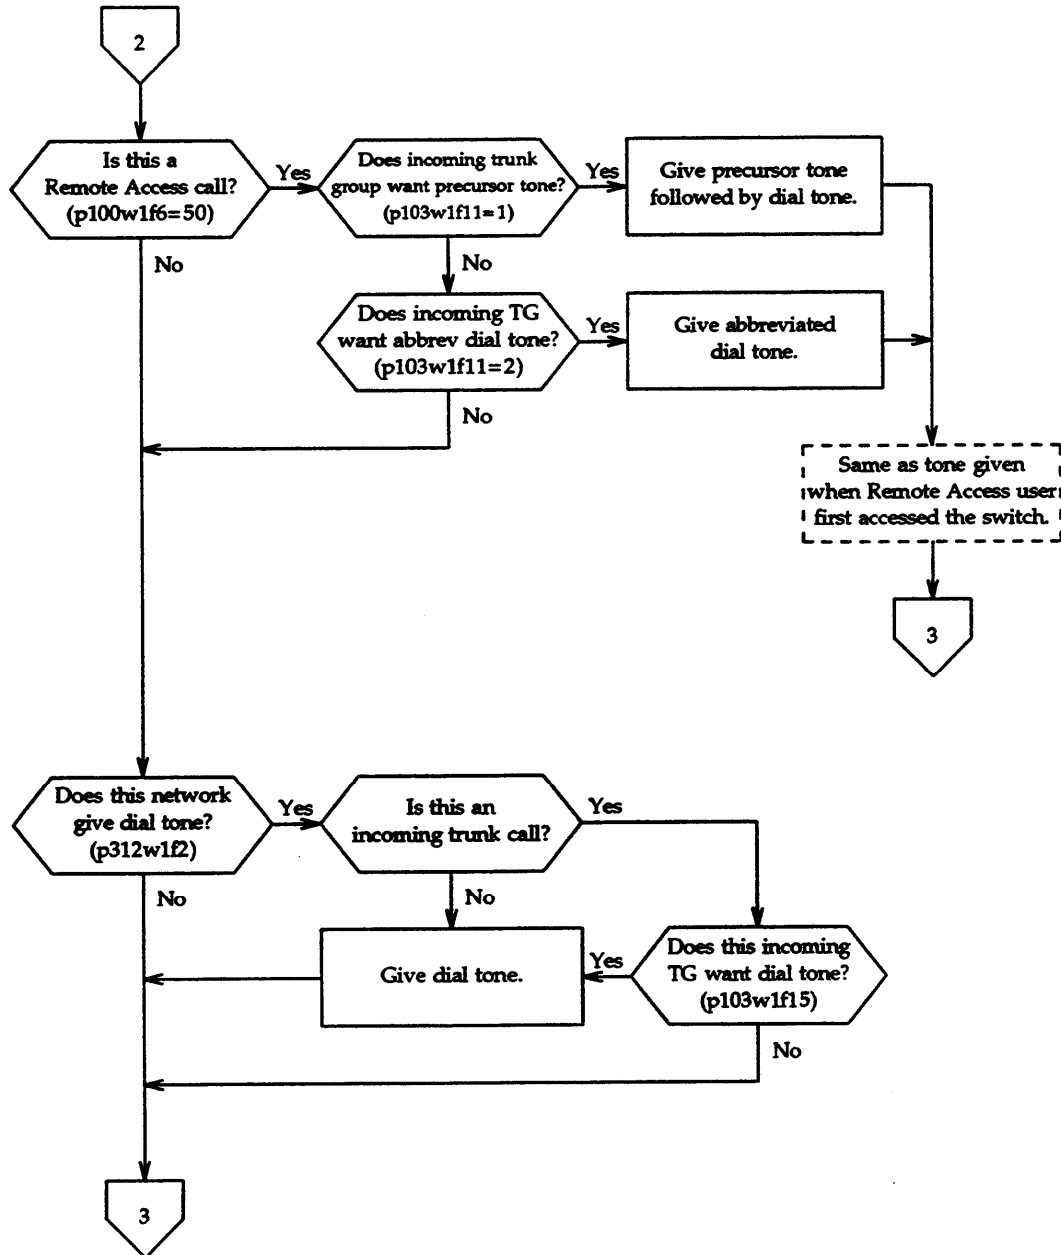 2
Is this a
Remote Access call?
(p100w1f6=50)
Yes
Does incoming trunk
group want precursor tone?
(p103w1f11=1)
Yes
Give precursor tone
followed by dial tone.
No
No
Does incoming TG
want abbrev dial tone?
(p103w1f11=2)
Yes
Give abbreviated
dial tone.
No
Same as tone given
when Remote Access user
first accessed the switch.
3
Does this network
give dial tone?
(p312w1f2)
Yes
Is this an
incoming trunk call?
Yes
No
No
Give dial tone.
Yes
Does this incoming
TG want dial tone?
(p103w1f15)
No
3